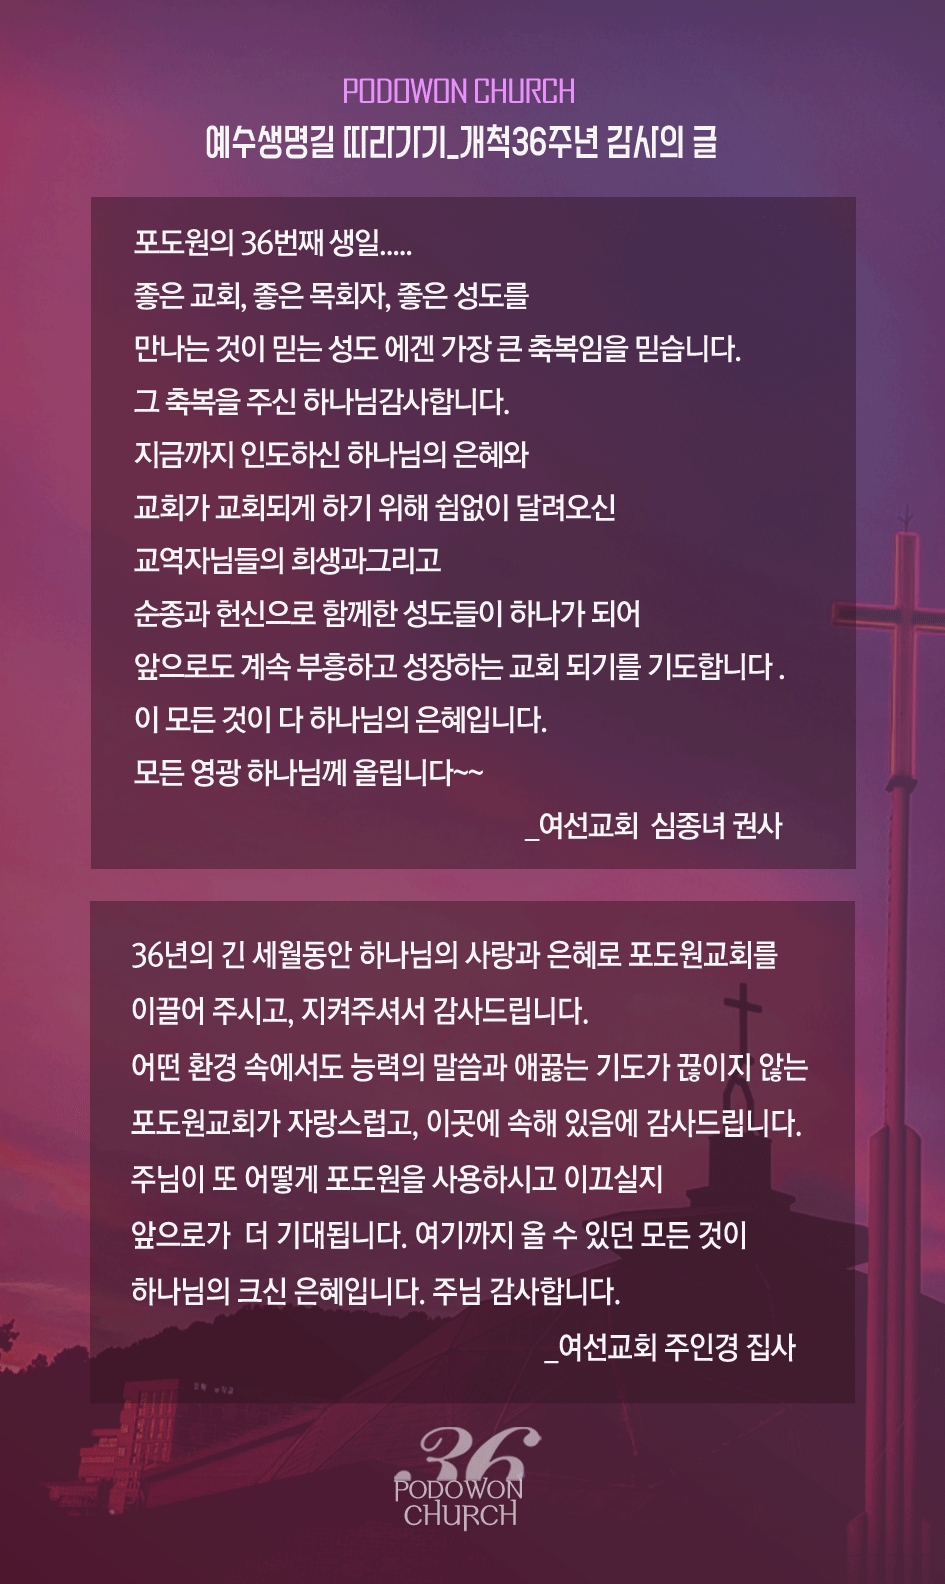 PODOWON CHURCH
예수생명길 따라가기_개척36주년 감사의 글
포도원의 36번째 생일.....
좋은 교회, 좋은 목회자, 좋은 성도를
만나는 것이 믿는 성도 에겐 가장 큰 축복임을 믿습니다.
그 축복을 주신 하나님감사합니다.
지금까지 인도하신 하나님의 은혜와
교회가 교회되게 하기 위해 쉼없이 달려오신
교역자님들의 희생과그리고
순종과 헌신으로 함께한 성도들이 하나가 되어
앞으로도 계속 부흥하고 성장하는 교회 되기를 기도합니다 .
이 모든 것이 다 하나님의 은혜입니다.
모든 영광 하나님께 올립니다~~
_여선교회  심종녀 권사
36년의 긴 세월동안 하나님의 사랑과 은혜로 포도원교회를
이끌어 주시고, 지켜주셔서 감사드립니다.
어떤 환경 속에서도 능력의 말씀과 애끓는 기도가 끊이지 않는
포도원교회가 자랑스럽고, 이곳에 속해 있음에 감사드립니다.
주님이 또 어떻게 포도원을 사용하시고 이끄실지
앞으로가  더 기대됩니다. 여기까지 올 수 있던 모든 것이
하나님의 크신 은혜입니다. 주님 감사합니다.
_여선교회 주인경 집사
36
PODOWON
CHURCH